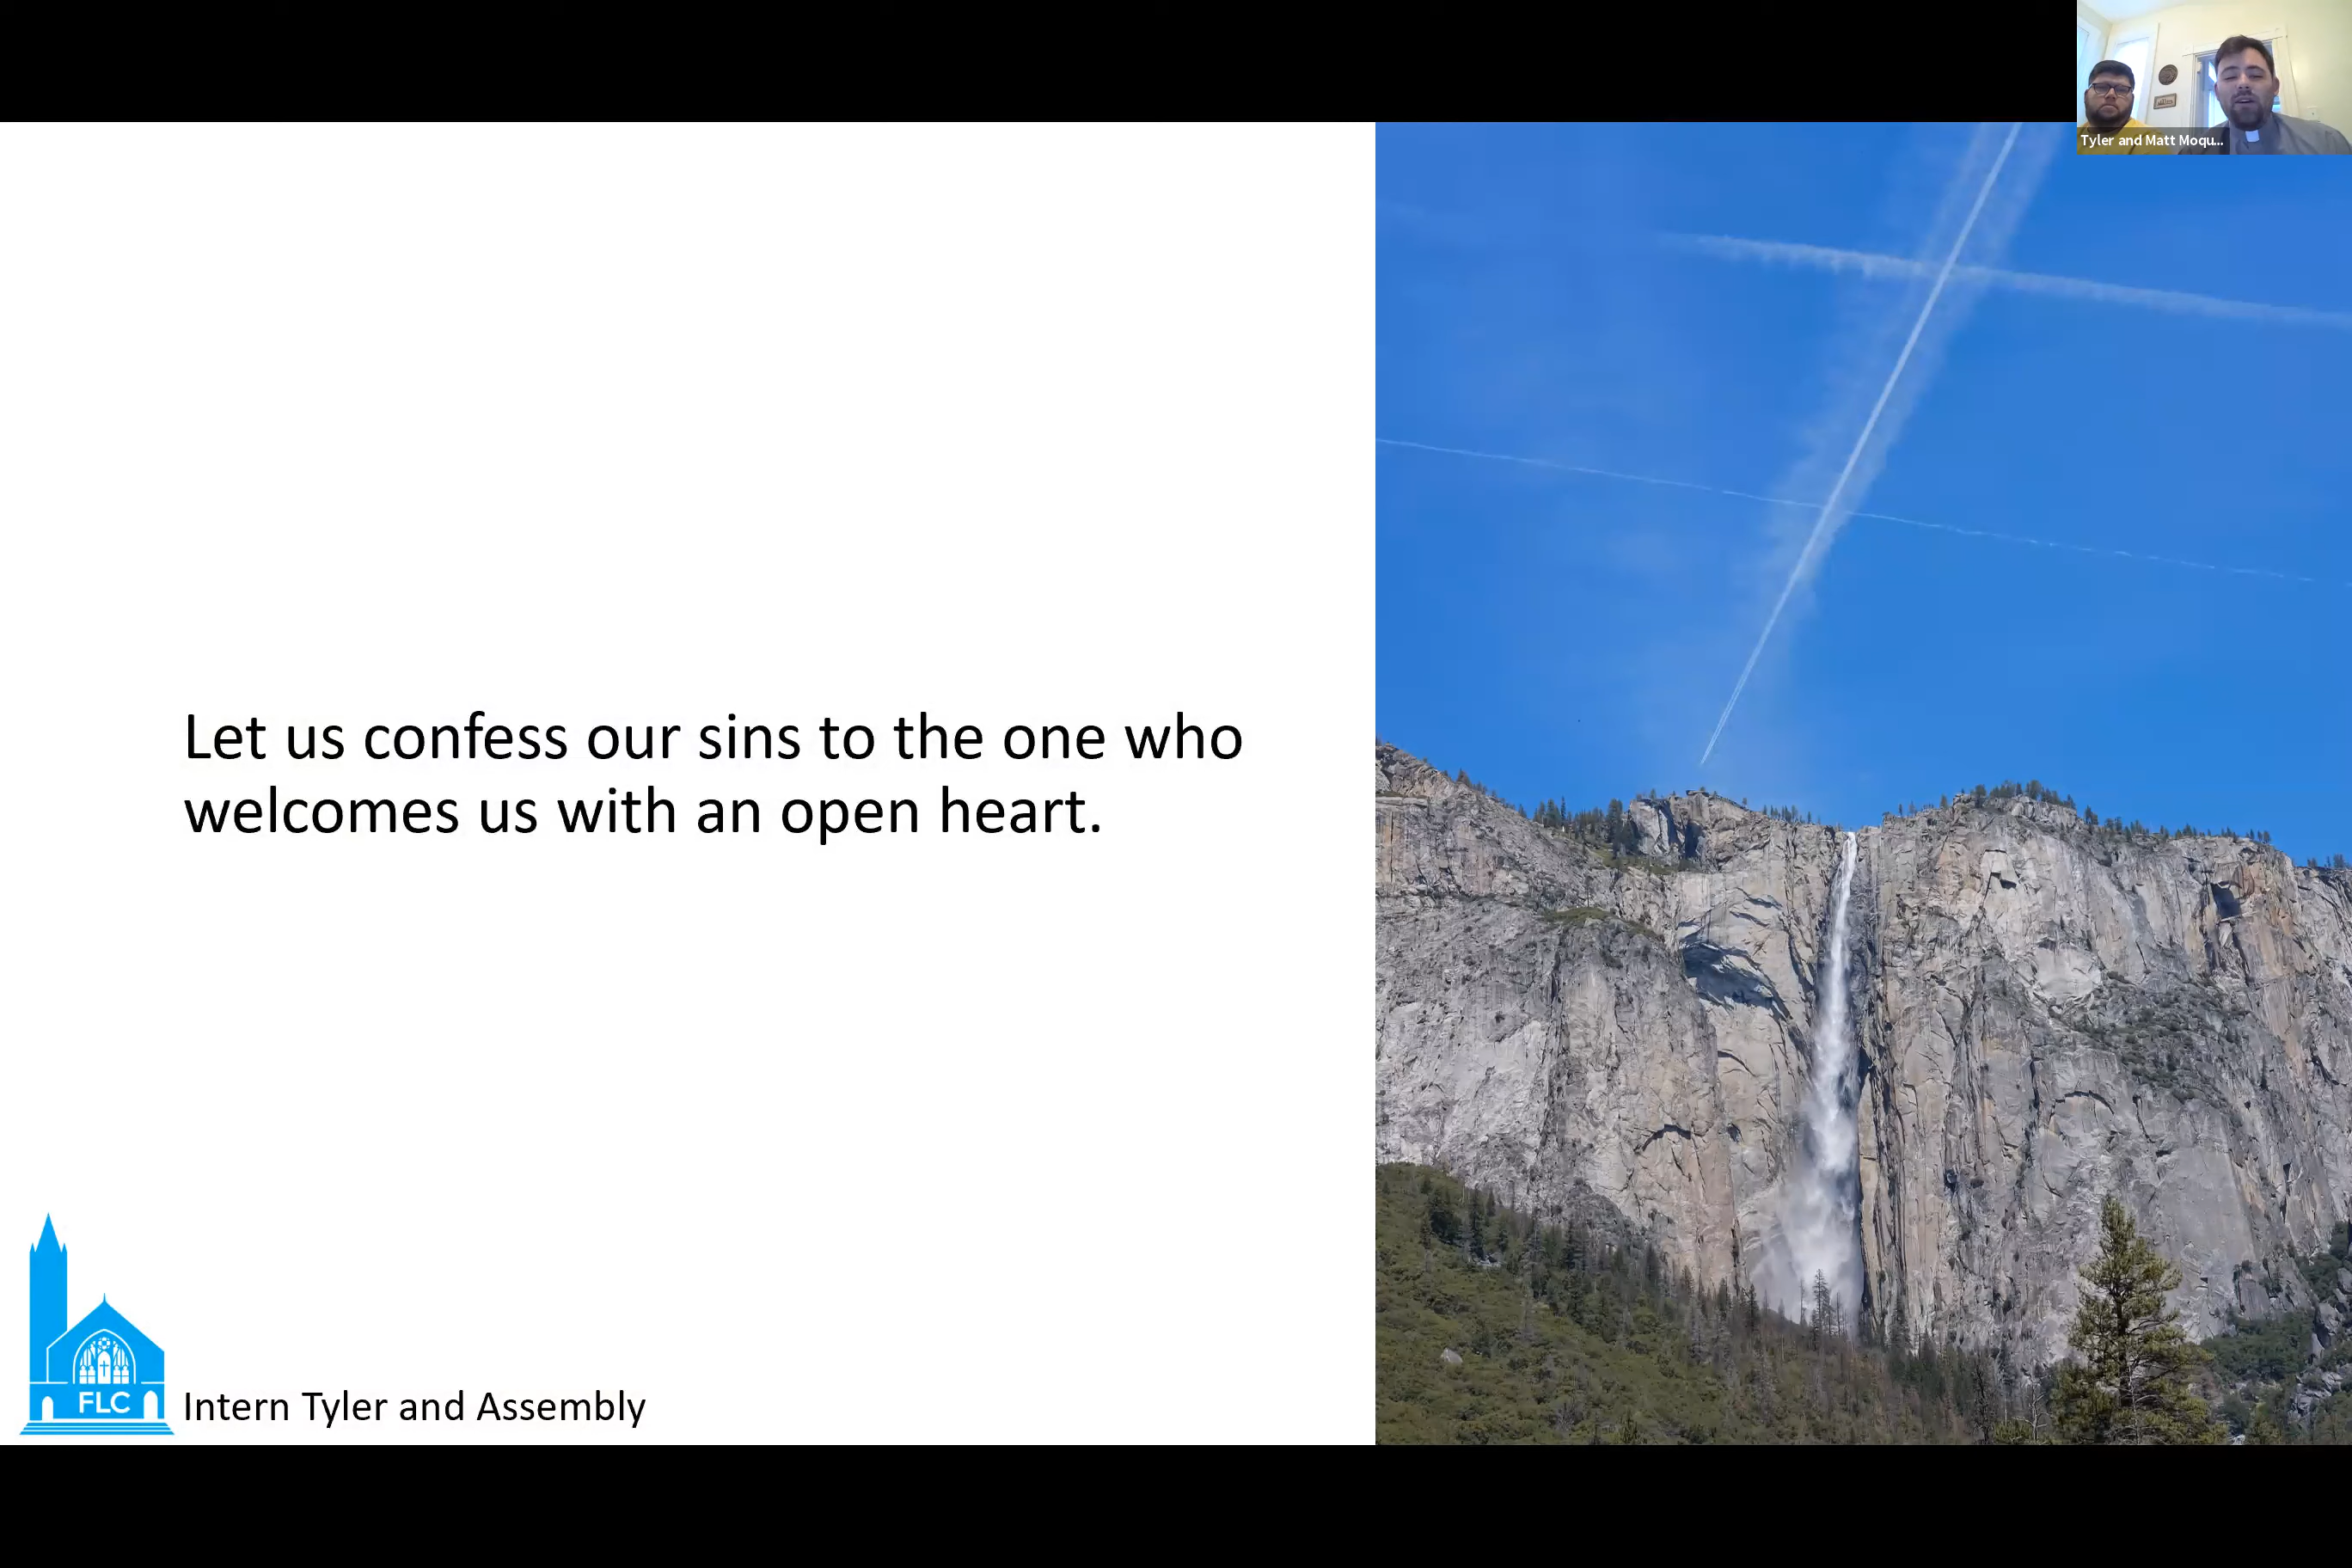 Tyler and Matt Moqu...
Let us confess our sins to the one who
welcomes us with an open heart.
FLC
Intern Tyler and Assembly